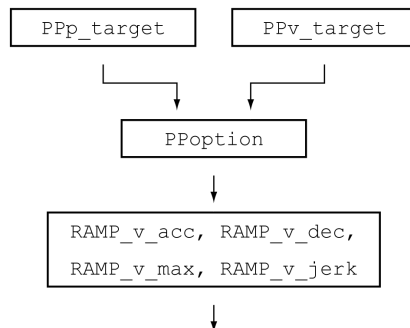 PPp_target
PPv_target
PPoption
RAMP_v_acc, RAMP_v_dec,
RAMP_v_max, RAMP_v_jerk